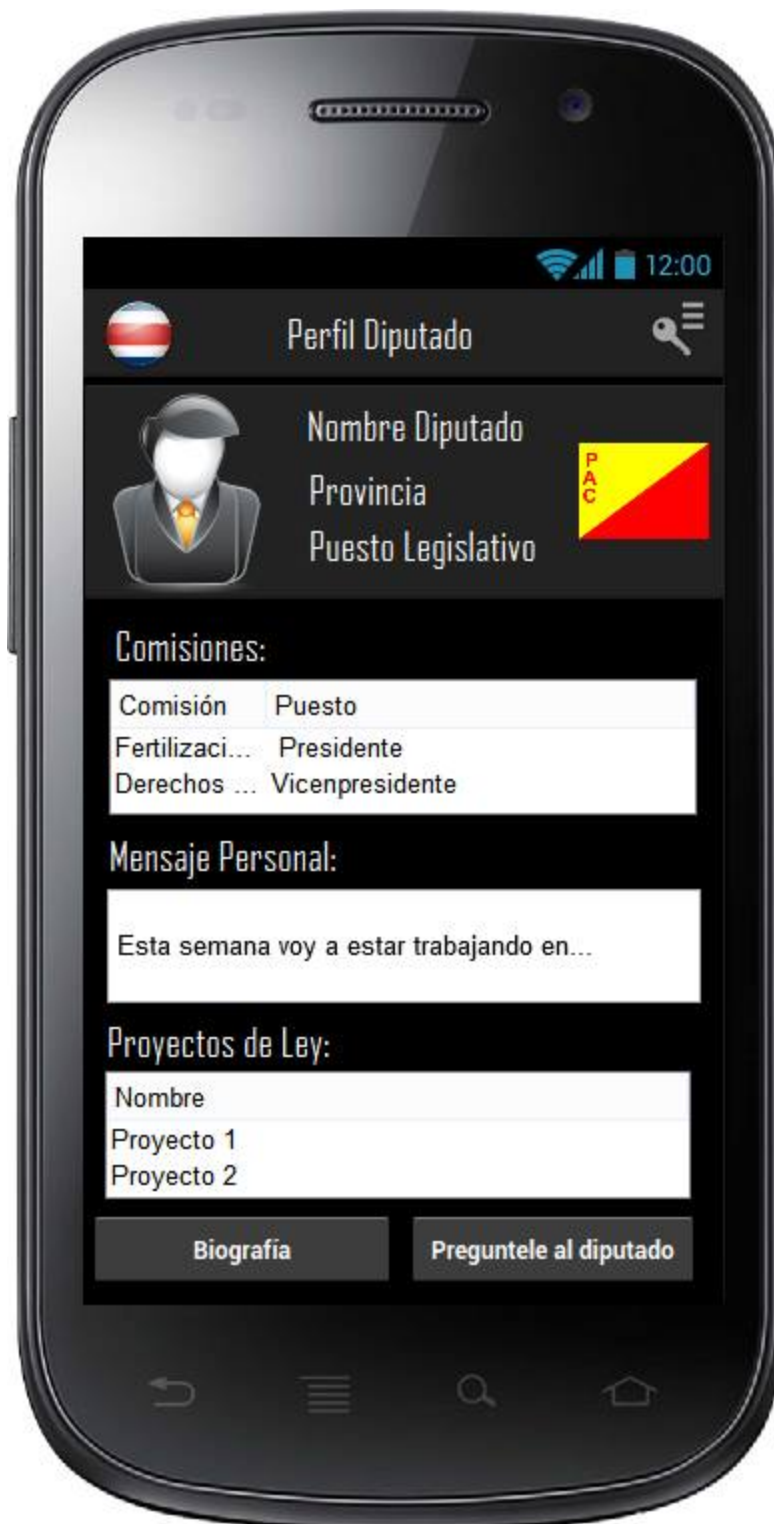 12:00
Perfil Diputado
Nombre Diputado
Provincia
Puesto Legislativo
P
A
C
Comisiones:
Comisión Puesto
Fertilizaci... Presidente
Derechos ... Vicenpresidente
Mensaje Personal:
Esta semana voy a estar trabajando en...
Proyectos de Ley:
Nombre
Proyecto 1
Proyecto 2
Biografía
Preguntele al diputado